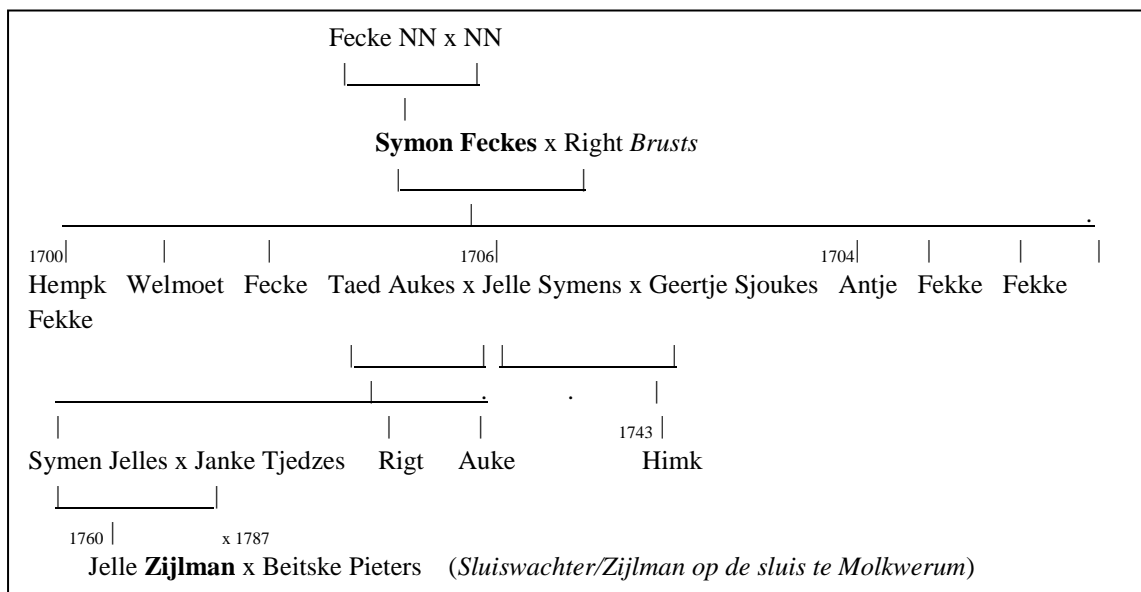 Fecke NN x NN
Symon Feckes x Right Brusts
1700 1706 1704
Hempk Welmoet Fecke Taed Aukes x Jelle Symens x Geertje Sjoukes Antje Fekke Fekke
Fekke
1743
Symen Jelles x Janke Tjedzes Rigt Auke Himk
1760 x 1787
Jelle Zijlman x Beitske Pieters (Sluiswachter/Zijlman op de sluis te Molkwerum)